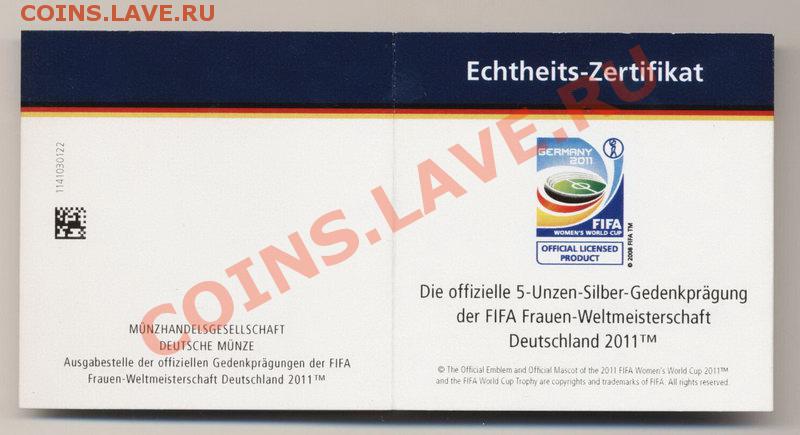 COINS.LAVE.RU
Echtheits-Zertifikat
1141030122
GERMANY
2011
FIFA
WOMEN'S WORLD CUP
OFFICIAL LICENSED
PRODUCT
© 2008 FIFA TM
Die offizielle 5-Unzen-Silber-Gedenkprägung
der FIFA Frauen-Weltmeisterschaft
Deutschland 2011™
© The Official Emblem and Official Mascot of the 2011 FIFA Women's World Cup 2011™
and the FIFA World Cup Trophy are copyrights and trademarks of FIFA. All rights reserved.
MÜNZHANDELSGESELLSCHAFT
DEUTSCHE MÜNZE
Ausgabestelle der offiziellen Gedenkprägungen der FIFA
Frauen-Weltmeisterschaft Deutschland 2011™
COINS.LAVE.RU